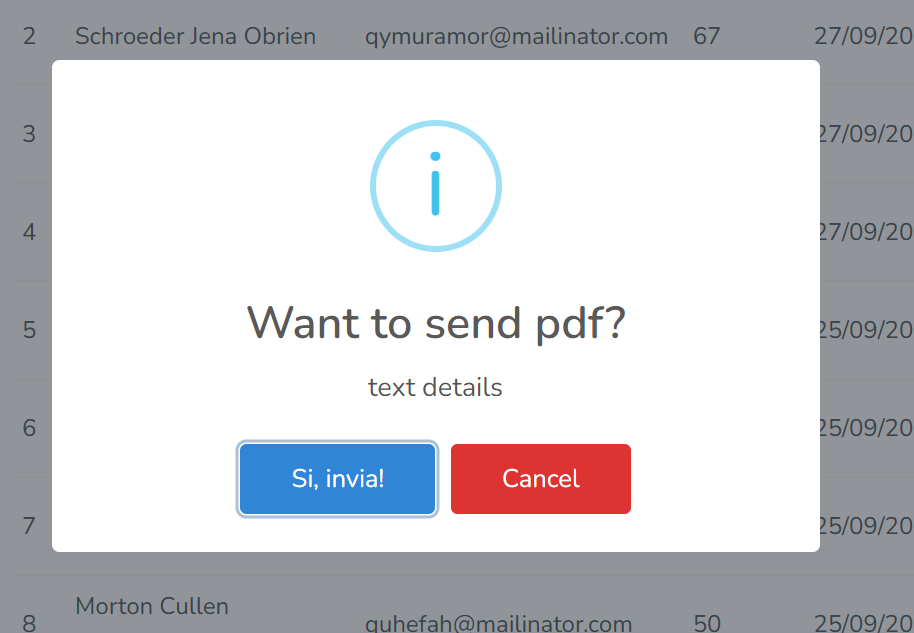 2 Schroeder Jena Obrien qymuramor@mailinator.com 67 27/09/20
3 27/09/20
4 27/09/20
Want to send pdf?
5 25/09/20
text details
6 25/09/20
Si, invia! Cancel
7 25/09/20
Morton Cullen
8 quhefah@mailinator.com 50 25/09/20